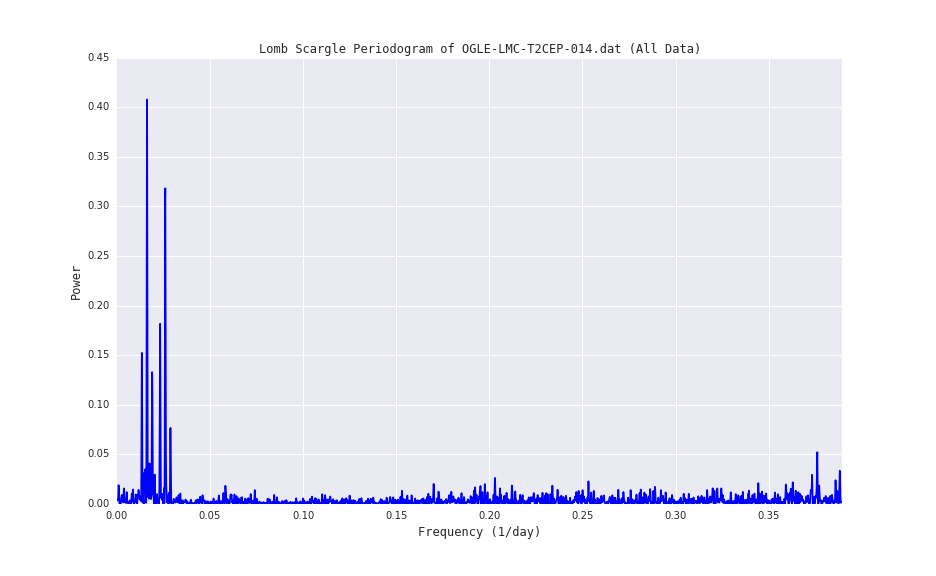 Lomb Scargle Periodogram of OGLE-LMC-T2CEP-014.dat (All Data)
0.45
0.40
0.35
0.30
0.25
0.20
0.15
0.10
0.05
0.00
Power
0.00 0.05 0.10 0.15 0.20 0.25 0.30 0.35
Frequency (1/day)